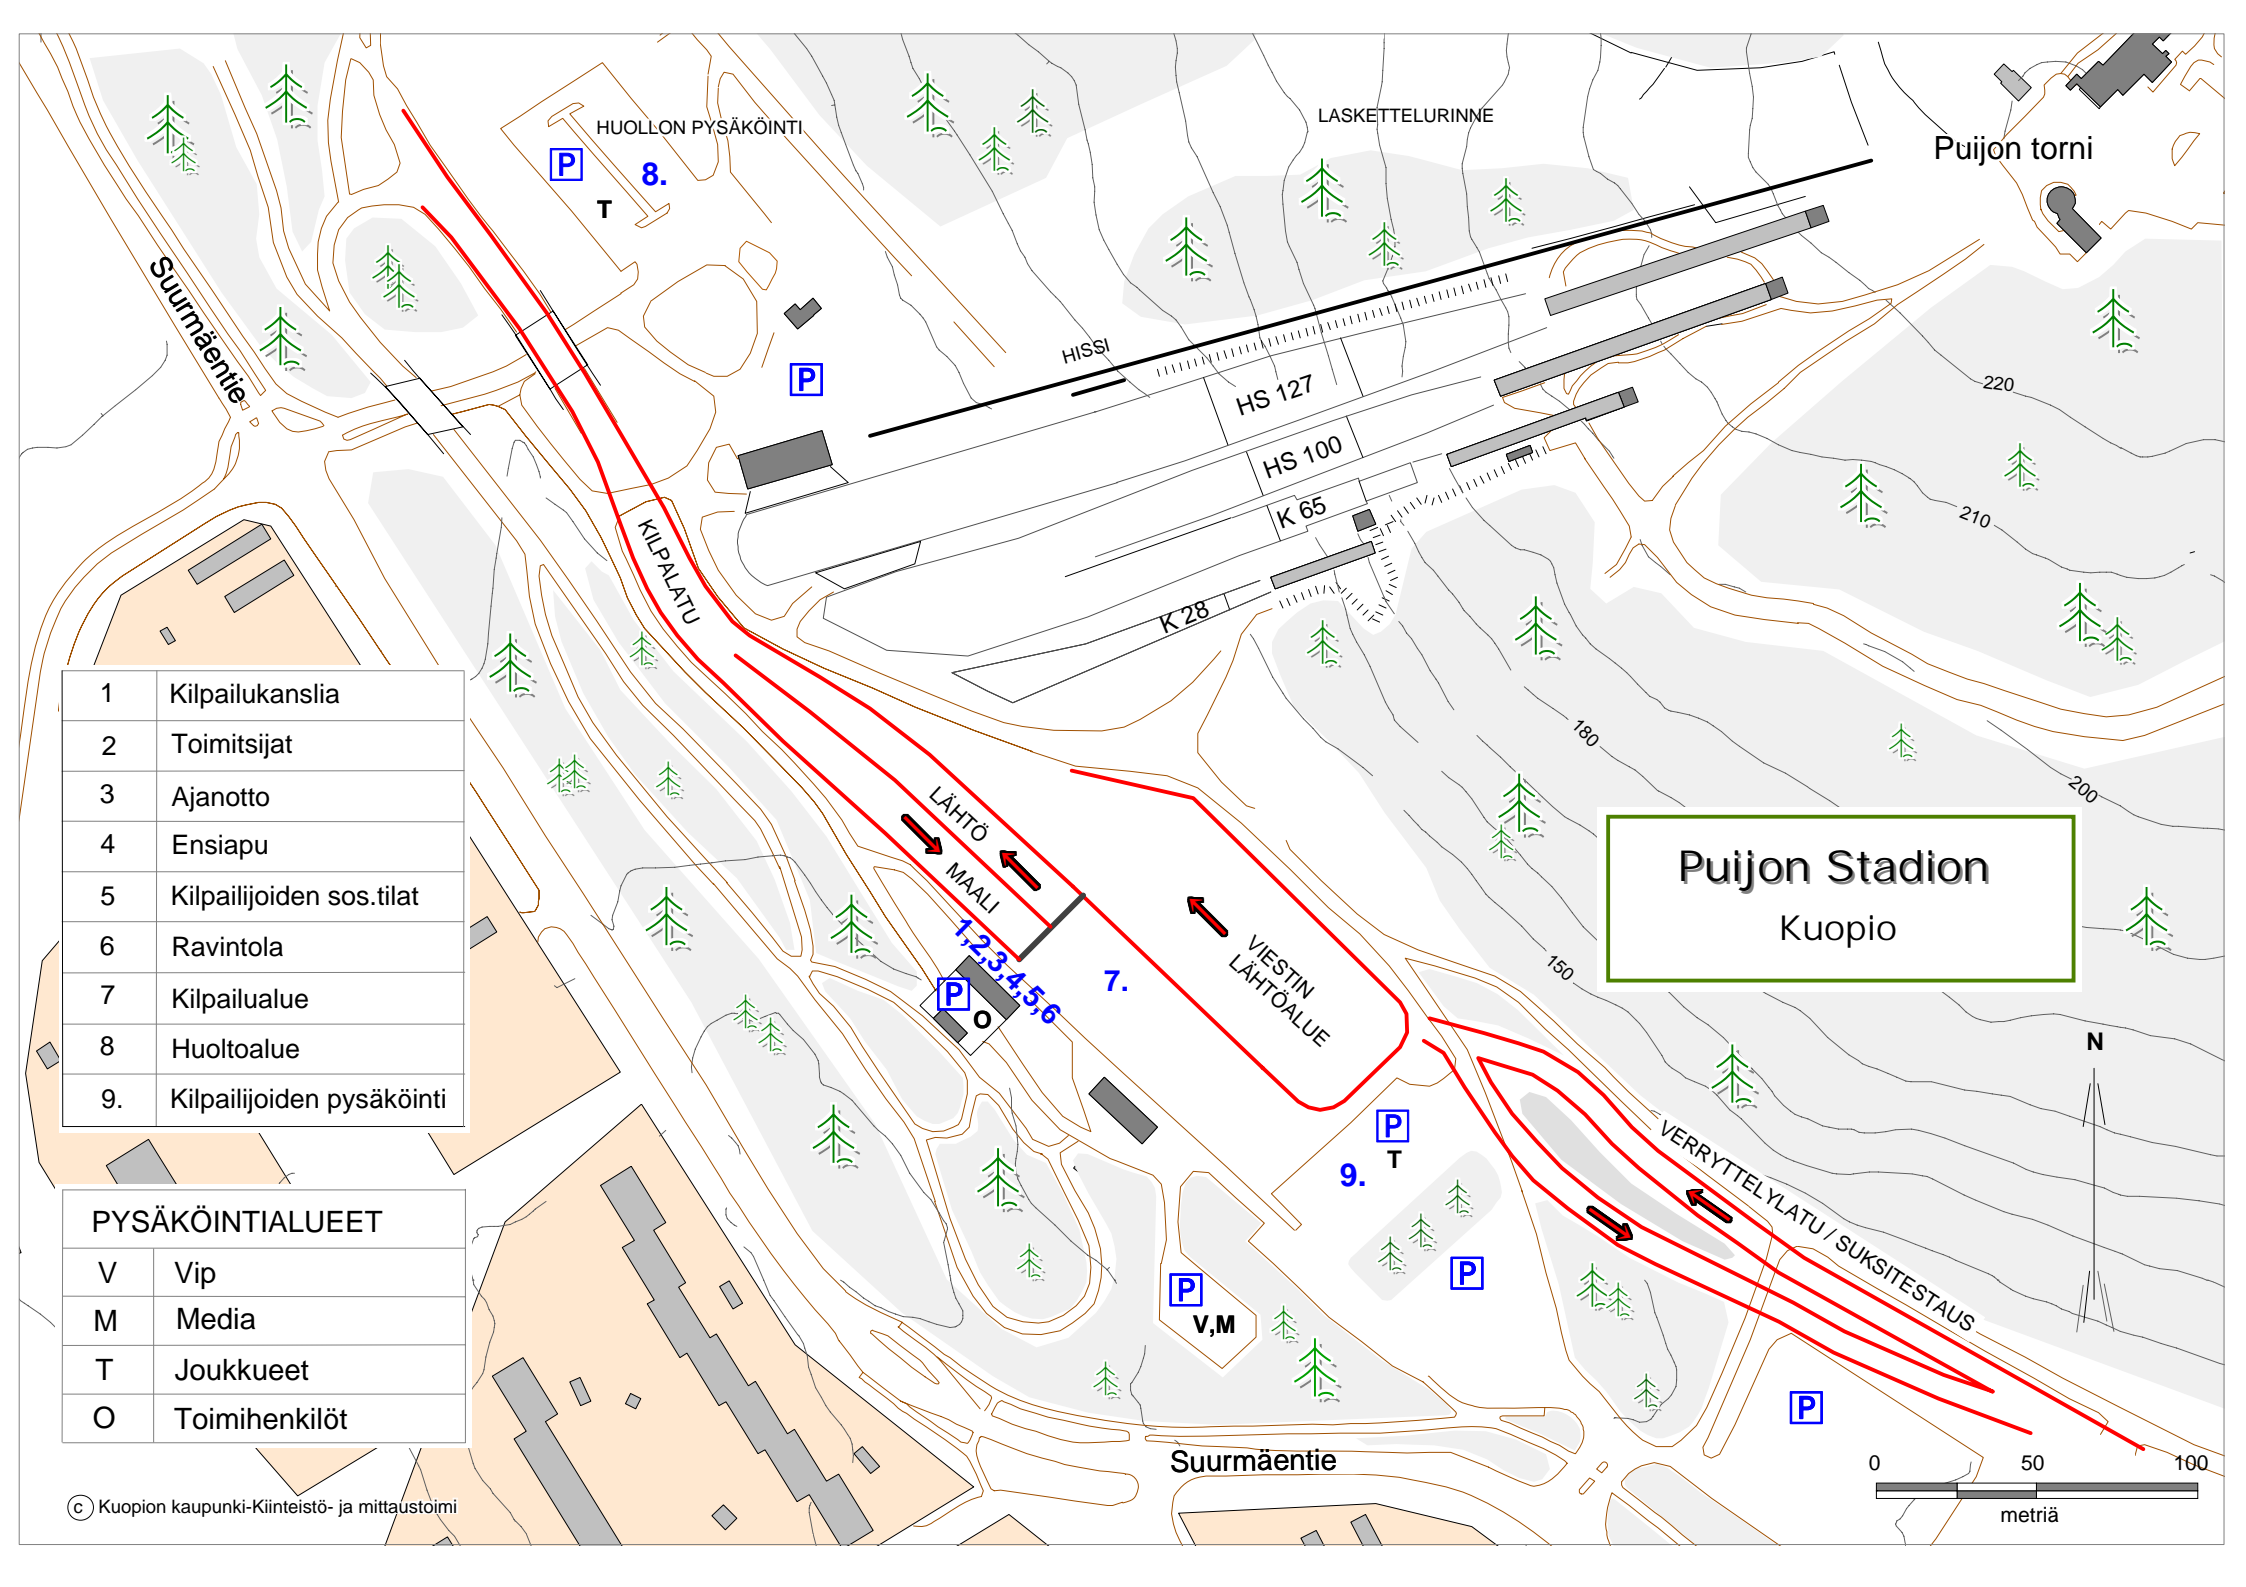 HUOLLON PYSÄKÖINTI
P
8.
T
LASKETTELURINNE
Puijon torni
Suurmäentie
P
HISSI
HS 127
HS 100
K 65
K 28
220
210
KILPALATU
180
200
150
1 Kilpailukanslia
2 Toimitsijat
3 Ajanotto
4 Ensiapu
5 Kilpailijoiden sos.tilat
6 Ravintola
7 Kilpailualue
8 Huoltoalue
9. Kilpailijoiden pysäköinti
LÄHTÖ
MAALI
1,2,3,4,5,6
P
O
7.
VIESTIN
LÄHTÖALUE
Puijon Stadion
Kuopio
N
P
T
9.
VERRYTTELYLATU / SUKSITESTAUS
P
P
V,M
P
PYSÄKÖINTIALUEET
V Vip
M Media
T Joukkueet
O Toimihenkilöt
Suurmäentie
0 50 100
metriä
c Kuopion kaupunki-Kiinteistö- ja mittaustoimi